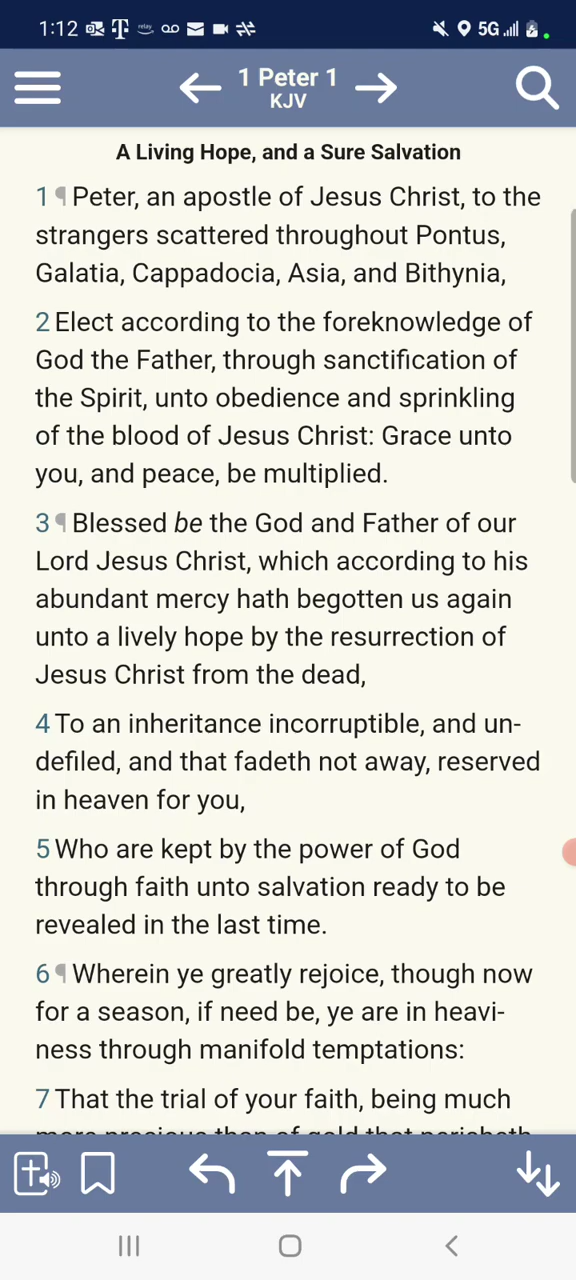 1:12
relay
5G
1 Peter 1
KJV
A Living Hope, and a Sure Salvation
1 ¶ Peter, an apostle of Jesus Christ, to the
strangers scattered throughout Pontus,
Galatia, Cappadocia, Asia, and Bithynia,
2 Elect according to the foreknowledge of
God the Father, through sanctification of
the Spirit, unto obedience and sprinkling
of the blood of Jesus Christ: Grace unto
you, and peace, be multiplied.
3 ¶ Blessed be the God and Father of our
Lord Jesus Christ, which according to his
abundant mercy hath begotten us again
unto a lively hope by the resurrection of
Jesus Christ from the dead,
4 To an inheritance incorruptible, and un-
defiled, and that fadeth not away, reserved
in heaven for you,
5 Who are kept by the power of God
through faith unto salvation ready to be
revealed in the last time.
6 ¶ Wherein ye greatly rejoice, though now
for a season, if need be, ye are in heavi-
ness through manifold temptations:
7 That the trial of your faith, being much
more precious than of gold that perisheth